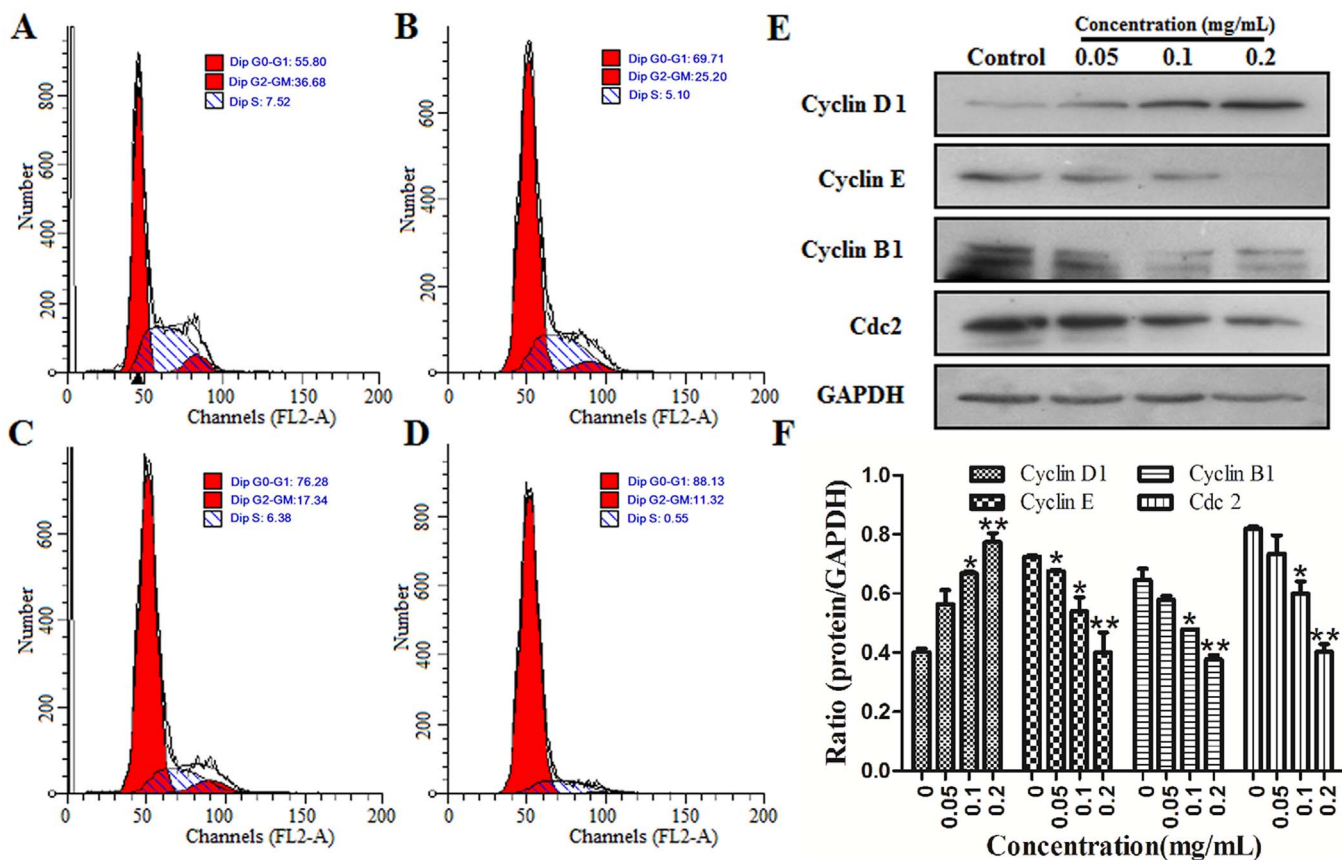 A
Dip G0-G1: 55.80
Dip G2-GM:36.68
Dip S: 7.52
Number
0 200 400 600 800
0 50 100 150 200
Channels (FL2-A)
B
Dip G0-G1: 69.71
Dip G2-GM:25.20
Dip S: 5.10
Number
0 200 400 600
0 50 100 150 200
Channels (FL2-A)
C
Dip G0-G1: 76.28
Dip G2-GM:17.34
Dip S: 6.38
Number
0 200 400 600
0 50 100 150 200
Channels (FL2-A)
D
Dip G0-G1: 88.13
Dip G2-GM:11.32
Dip S: 0.55
Number
0 200 400 600 800
0 50 100 150 200
Channels (FL2-A)
E
Concentration (mg/mL)
Control 0.05 0.1 0.2
Cyclin D1
Cyclin E
Cyclin B1
Cdc2
GAPDH
F
Cyclin D1 Cyclin B1
Cyclin E Cdc 2
Ratio (protein/GAPDH)
1.0
0.8
0.6
0.4
0.2
0.0
* ** * * ** * ** * **
0 0.05 0.1 0.2 0 0.05 0.1 0.2 0 0.05 0.1 0.2 0 0.05 0.1 0.2
Concentration(mg/mL)